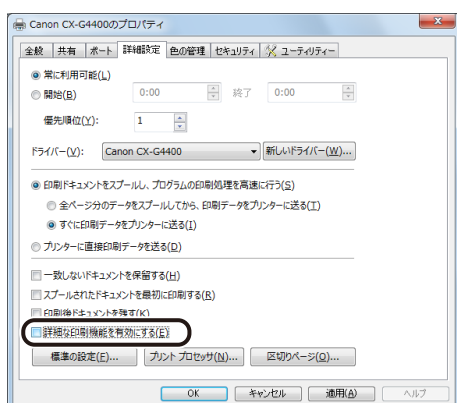 Canon CX-G4400のプロパティ
全般 共有 ポート 詳細設定 色の管理 セキュリティ ユーティリティー
常に利用可能(L)
開始(B) 0:00 終了 0:00
優先順位(Y): 1
ドライバー(V): Canon CX-G4400 新しいドライバー(W)...
印刷ドキュメントをスプールし、プログラムの印刷処理を高速に行う(S)
全ページ分のデータをスプールしてから、印刷データをプリンターに送る(T)
すぐに印刷データをプリンターに送る(I)
プリンターに直接印刷データを送る(D)
一致しないドキュメントを保留する(H)
スプールされたドキュメントを最初に印刷する(R)
印刷後ドキュメントを残す(K)
詳細な印刷機能を有効にする(E)
標準の設定(F)... プリント プロセッサ(N)... 区切りページ(O)...
OK キャンセル 適用(A) ヘルプ